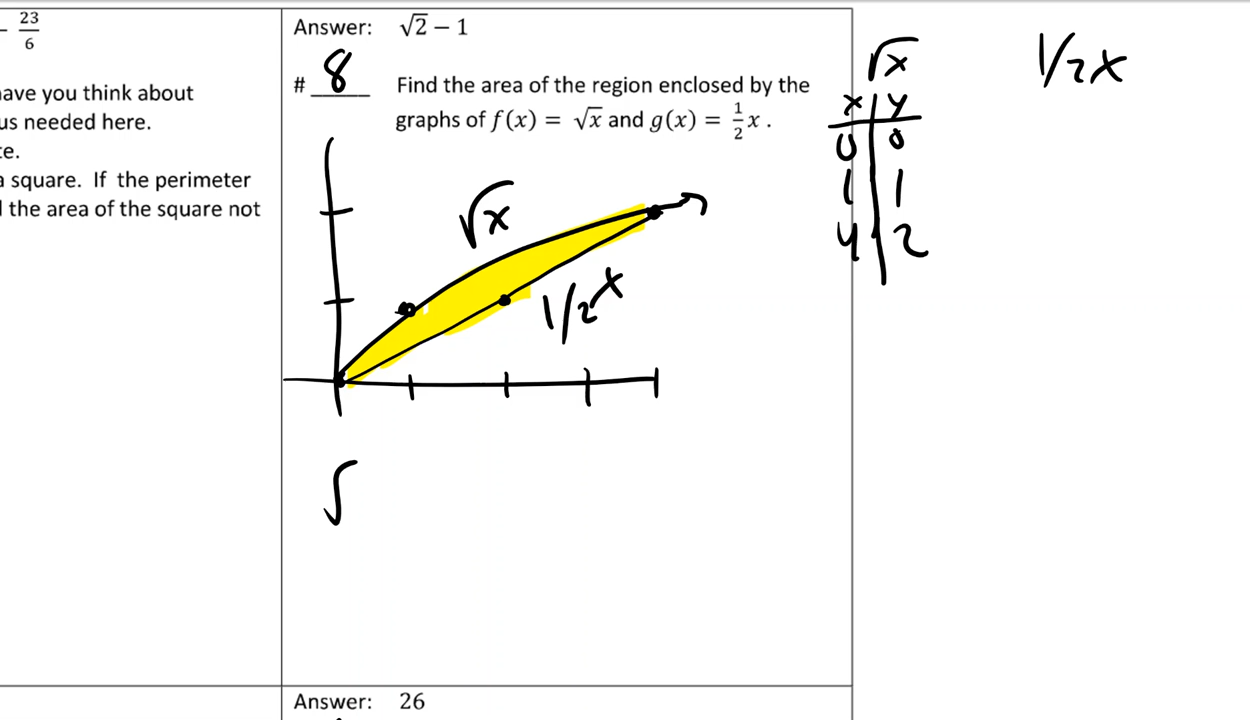 - 23/6
ave you think about
us needed here.
te.
a square. If the perimeter
the area of the square not
Answer: √2 − 1
# 8 Find the area of the region enclosed by the
graphs of f(x) = √x and g(x) = 1/2 x .
√x
1/2x
∫
Answer: 26
√x
x | y
0 | 0
1 | 1
4 | 2
1/2x